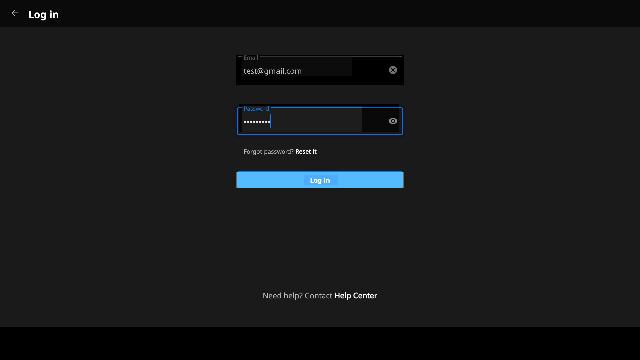 Log in
Email
test@gmail.com
Password
•••••••••
Forgot password? Reset it
Log in
Need help? Contact Help Center